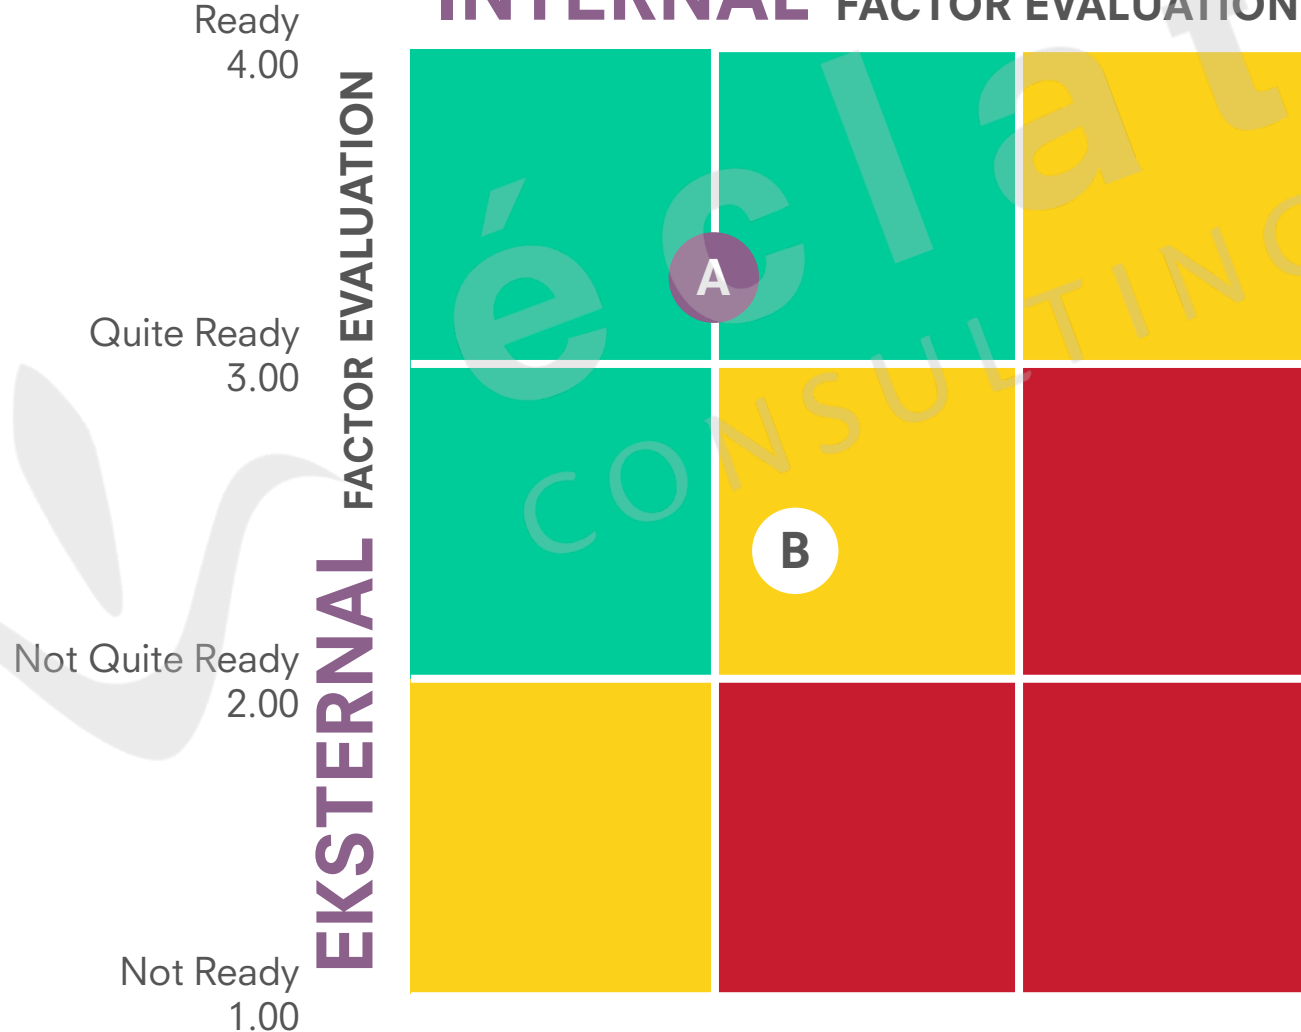 INTERNAL FACTOR EVALUATION
Ready
4.00
EKSTERNAL FACTOR EVALUATION
Quite Ready
3.00
Not Quite Ready
2.00
Not Ready
1.00
A
B
éclat
CONSULTING